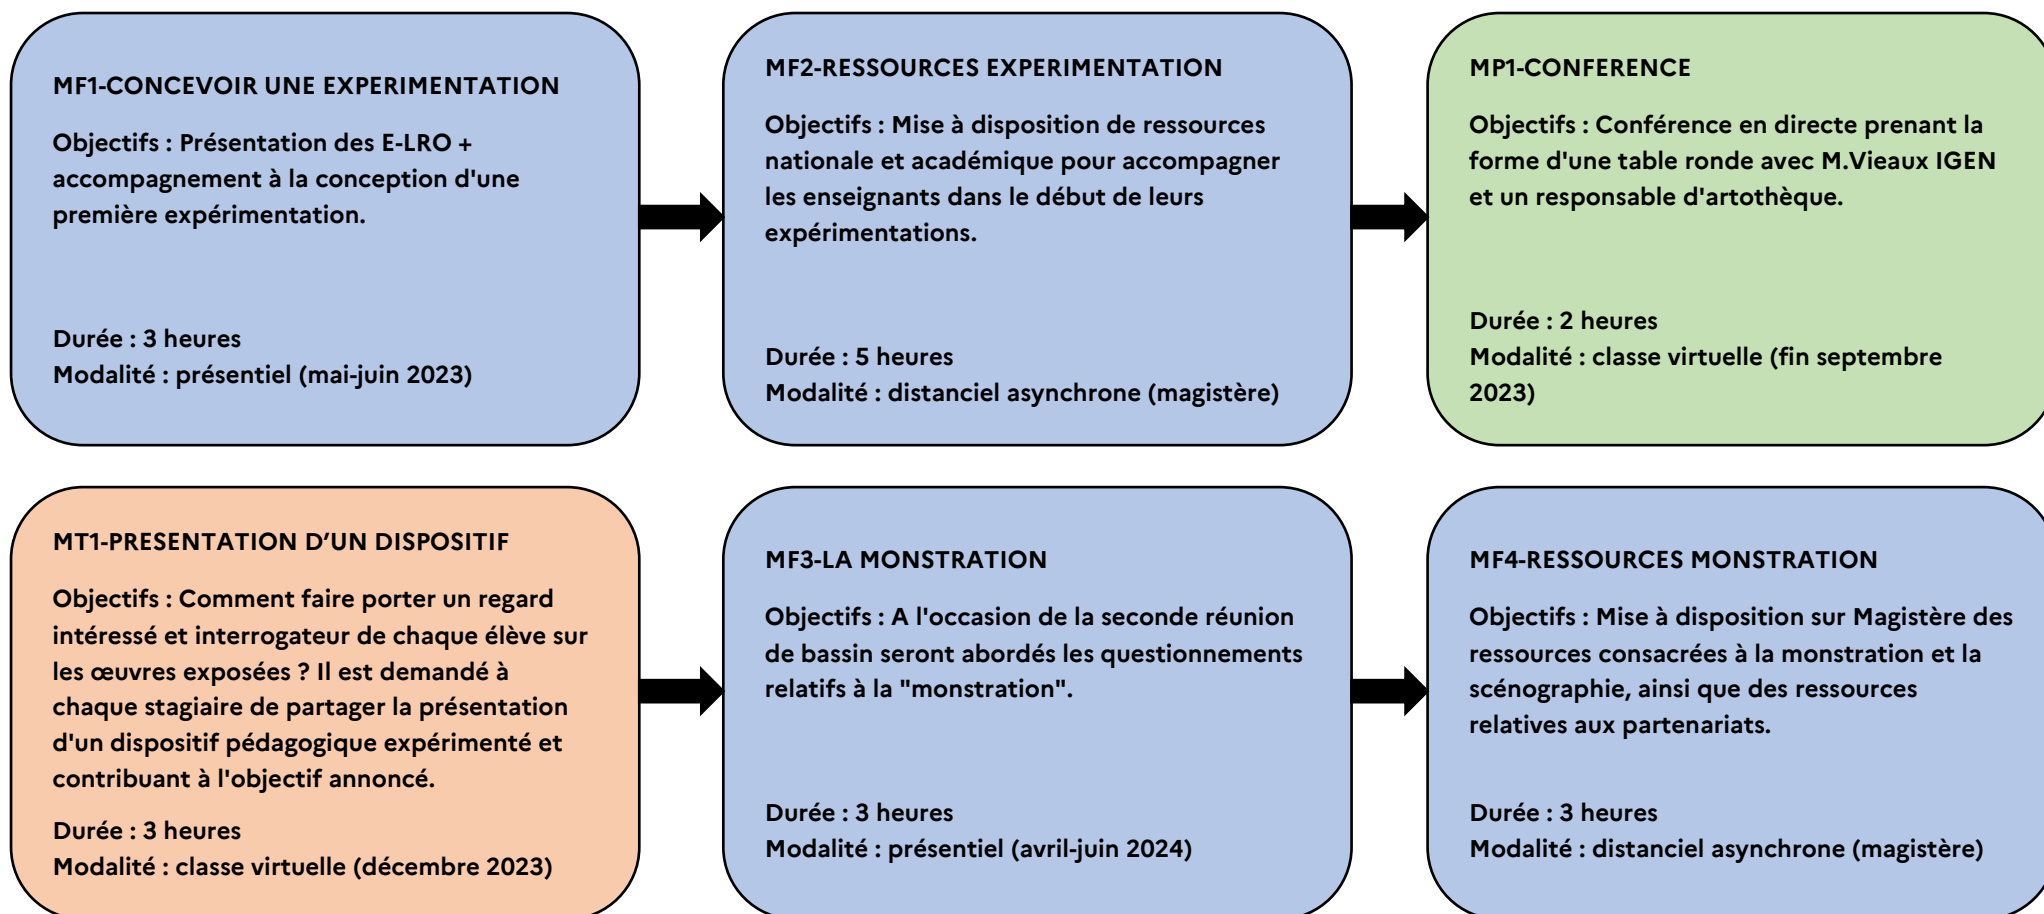 MF1-CONCEVOIR UNE EXPERIMENTATION
Objectifs : Présentation des E-LRO +
accompagnement à la conception d'une
première expérimentation.
Durée : 3 heures
Modalité : présentiel (mai-juin 2023)
MF2-RESSOURCES EXPERIMENTATION
Objectifs : Mise à disposition de ressources
nationale et académique pour accompagner
les enseignants dans le début de leurs
expérimentations.
Durée : 5 heures
Modalité : distanciel asynchrone (magistère)
MP1-CONFERENCE
Objectifs : Conférence en directe prenant la
forme d'une table ronde avec M.Vieaux IGEN
et un responsable d'artothèque.
Durée : 2 heures
Modalité : classe virtuelle (fin septembre
2023)
MT1-PRESENTATION D’UN DISPOSITIF
Objectifs : Comment faire porter un regard
intéressé et interrogateur de chaque élève sur
les œuvres exposées ? Il est demandé à
chaque stagiaire de partager la présentation
d'un dispositif pédagogique expérimenté et
contribuant à l'objectif annoncé.
Durée : 3 heures
Modalité : classe virtuelle (décembre 2023)
MF3-LA MONSTRATION
Objectifs : A l'occasion de la seconde réunion
de bassin seront abordés les questionnements
relatifs à la "monstration".
Durée : 3 heures
Modalité : présentiel (avril-juin 2024)
MF4-RESSOURCES MONSTRATION
Objectifs : Mise à disposition sur Magistère des
ressources consacrées à la monstration et la
scénographie, ainsi que des ressources
relatives aux partenariats.
Durée : 3 heures
Modalité : distanciel asynchrone (magistère)